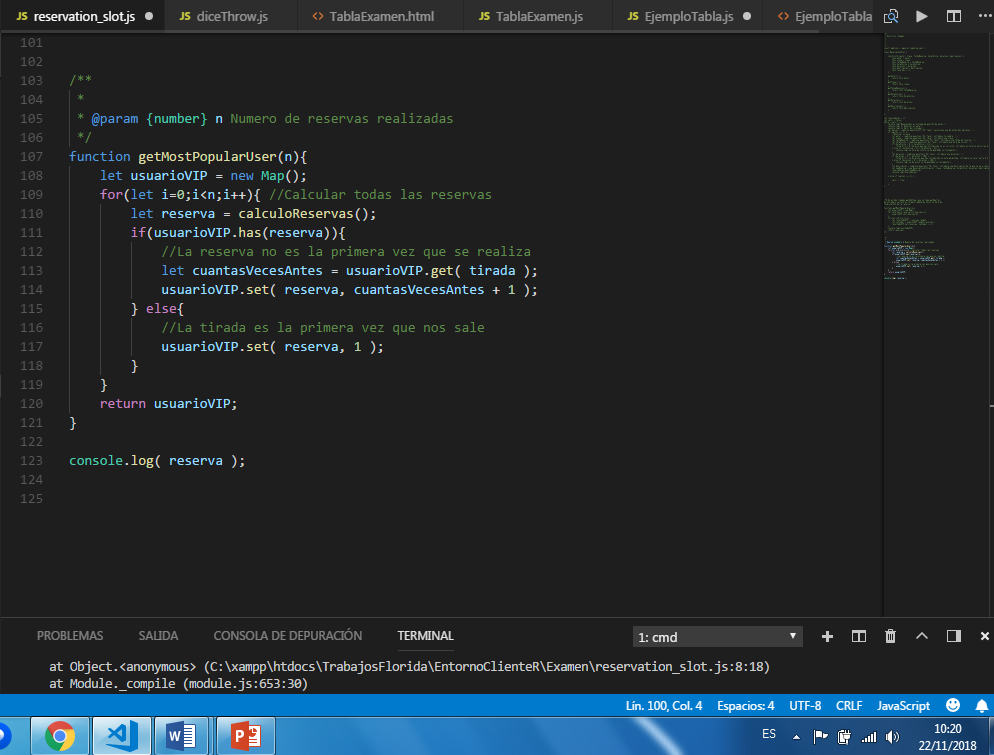 JS reservation_slot.js
JS diceThrow.js
<> TablaExamen.html
JS TablaExamen.js
JS EjemploTabla.js
<> EjemploTabla
101
102
103 /**
104 *
105 * @param {number} n Numero de reservas realizadas
106 */
107 function getMostPopularUser(n){
108 let usuarioVIP = new Map();
109 for(let i=0;i<n;i++){ //Calcular todas las reservas
110 let reserva = calculoReservas();
111 if(usuarioVIP.has(reserva)){
112 //La reserva no es la primera vez que se realiza
113 let cuantasVecesAntes = usuarioVIP.get( tirada );
114 usuarioVIP.set( reserva, cuantasVecesAntes + 1 );
115 } else{
116 //La tirada es la primera vez que nos sale
117 usuarioVIP.set( reserva, 1 );
118 }
119 }
120 return usuarioVIP;
121 }
122
123 console.log( reserva );
124
125
PROBLEMAS SALIDA CONSOLA DE DEPURACIÓN TERMINAL 1: cmd
at Object.<anonymous> (C:\xampp\htdocs\TrabajosFlorida\EntornoClienteR\Examen\reservation_slot.js:8:18)
at Module._compile (module.js:653:30)
Lín. 100, Col. 4 Espacios: 4 UTF-8 CRLF JavaScript
W P ES 10:20
22/11/2018